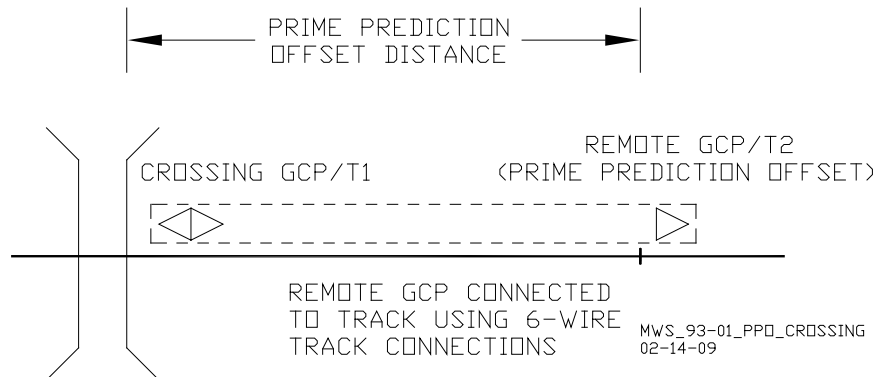 PRIME PREDICTION
OFFSET DISTANCE
REMOTE GCP/T2
(PRIME PREDICTION OFFSET)
CROSSING GCP/T1
REMOTE GCP CONNECTED
TO TRACK USING 6-WIRE
TRACK CONNECTIONS
MWS_93-01_PPO_CROSSING
02-14-09